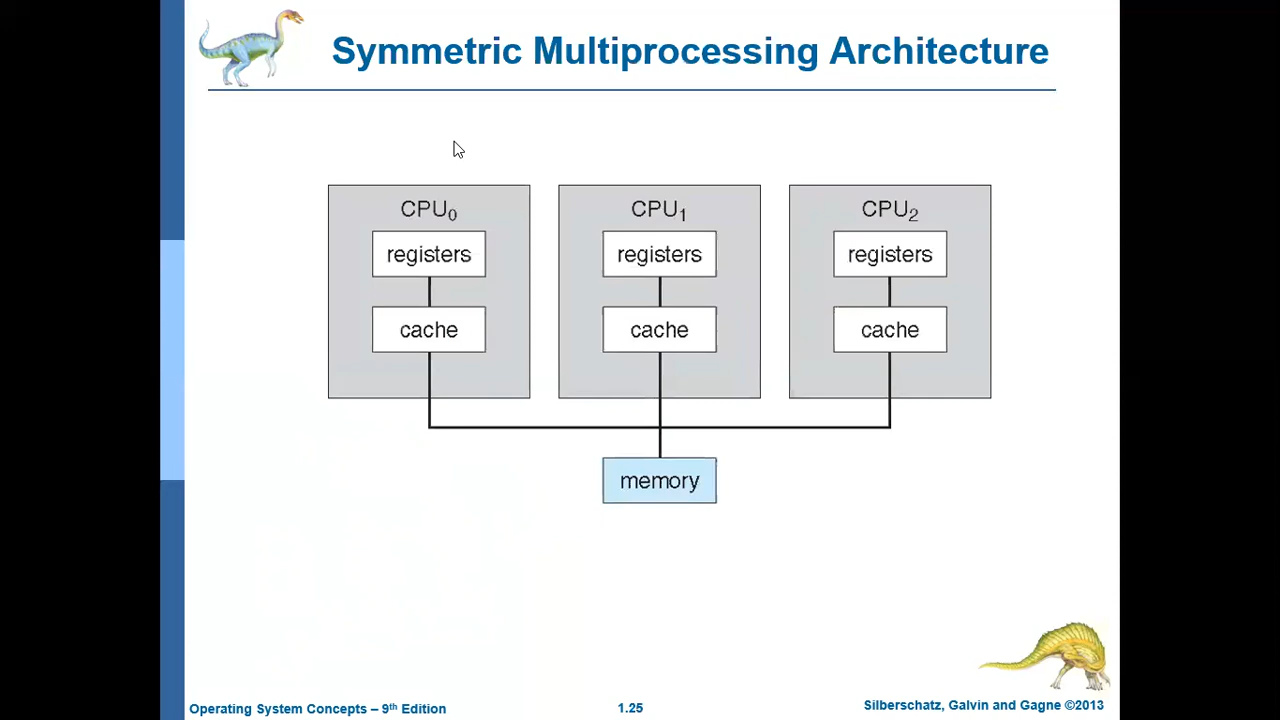 Symmetric Multiprocessing Architecture
CPU₀ CPU₁ CPU₂
registers registers registers
cache cache cache
memory
Operating System Concepts – 9th Edition 1.25 Silberschatz, Galvin and Gagne ©2013